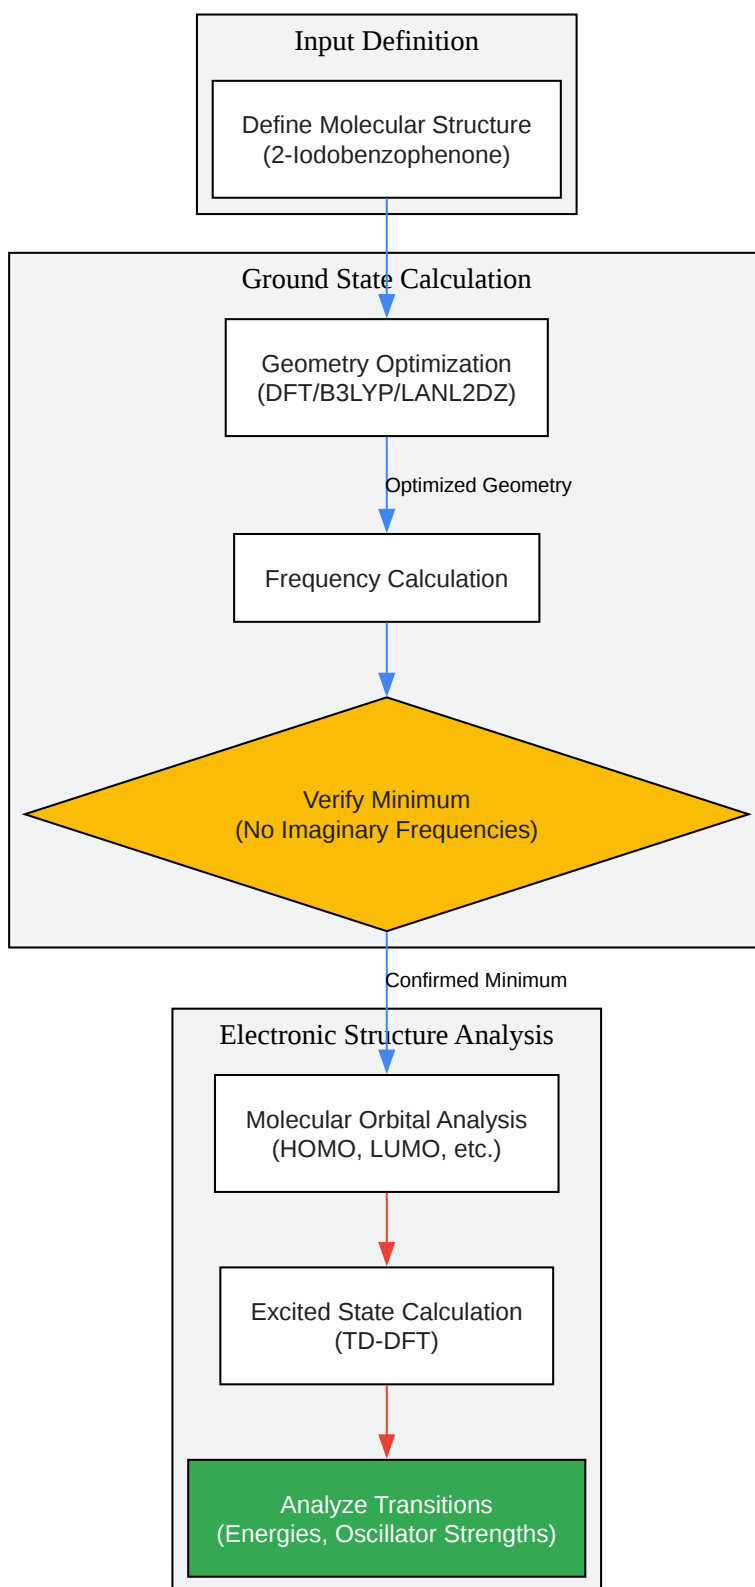 Input Definition
Define Molecular Structure
(2-Iodobenzophenone)
Ground State Calculation
Geometry Optimization
(DFT/B3LYP/LANL2DZ)
Optimized Geometry
Frequency Calculation
Verify Minimum
(No Imaginary Frequencies)
Confirmed Minimum
Electronic Structure Analysis
Molecular Orbital Analysis
(HOMO, LUMO, etc.)
Excited State Calculation
(TD-DFT)
Analyze Transitions
(Energies, Oscillator Strengths)